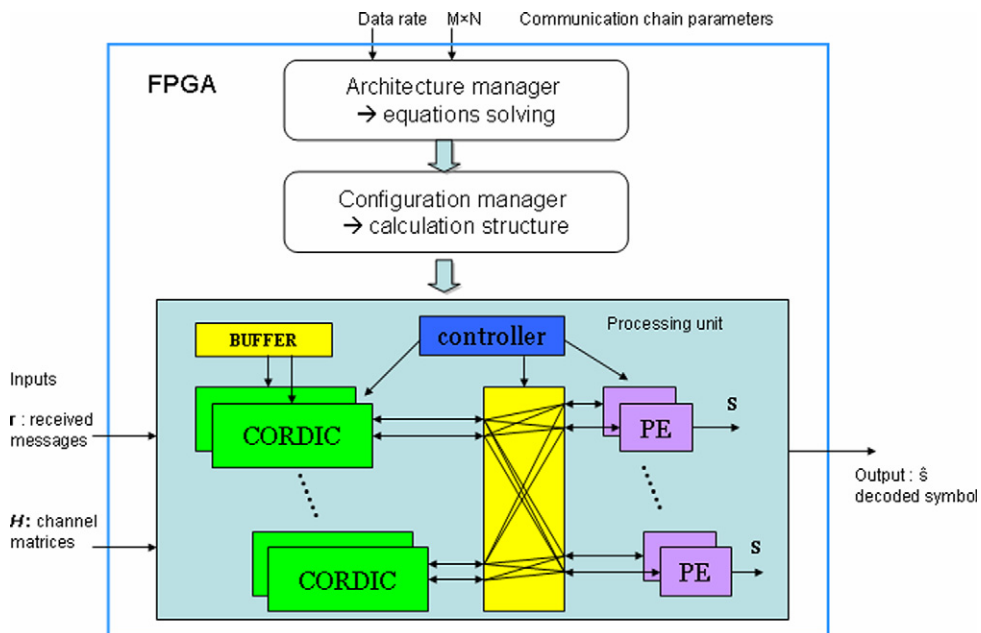 Data rate M×N Communication chain parameters
FPGA
Architecture manager
→ equations solving
Configuration manager
→ calculation structure
Processing unit
BUFFER
controller
Inputs
r : received
messages
CORDIC
PE
S
Output : ŝ
decoded symbol
H: channel
matrices
CORDIC
PE
S